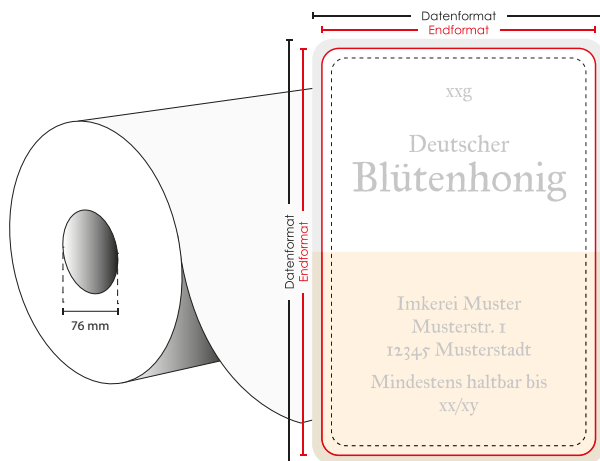 Datenformat
Endformat
Datenformat
Endformat
xxg
Deutscher
Blütenhonig
Imkerei Muster
Musterstr. 1
12345 Musterstadt
Mindestens haltbar bis
xx/xy
76 mm